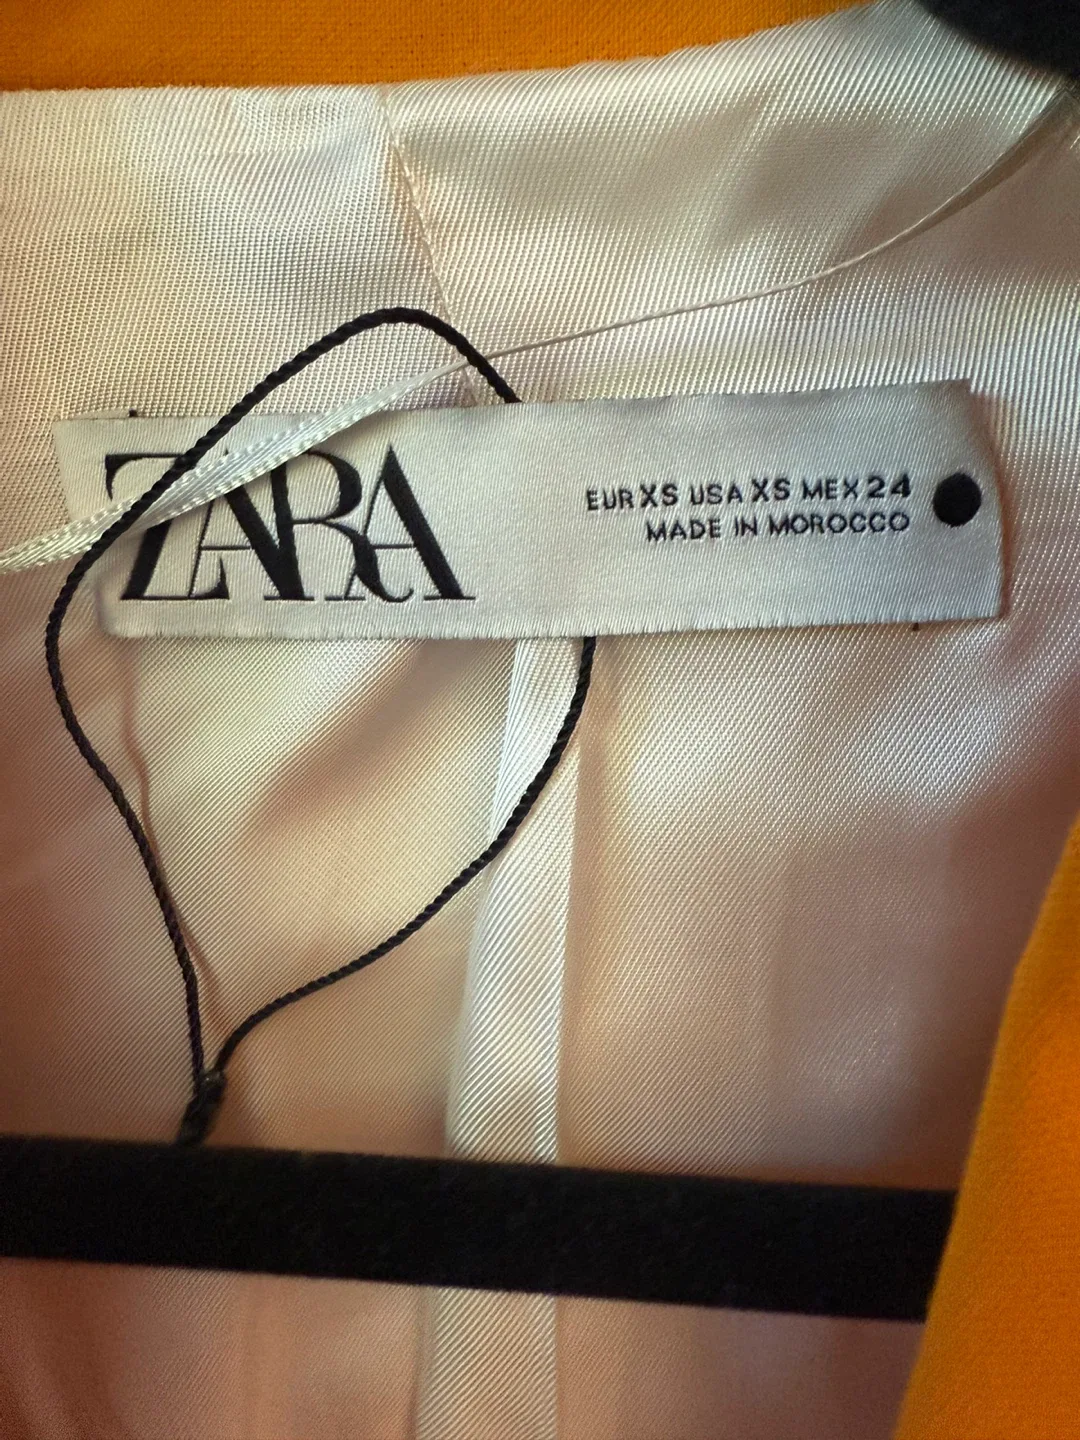 ZARA
EUR XS USA XS MEX 24
MADE IN MOROCCO